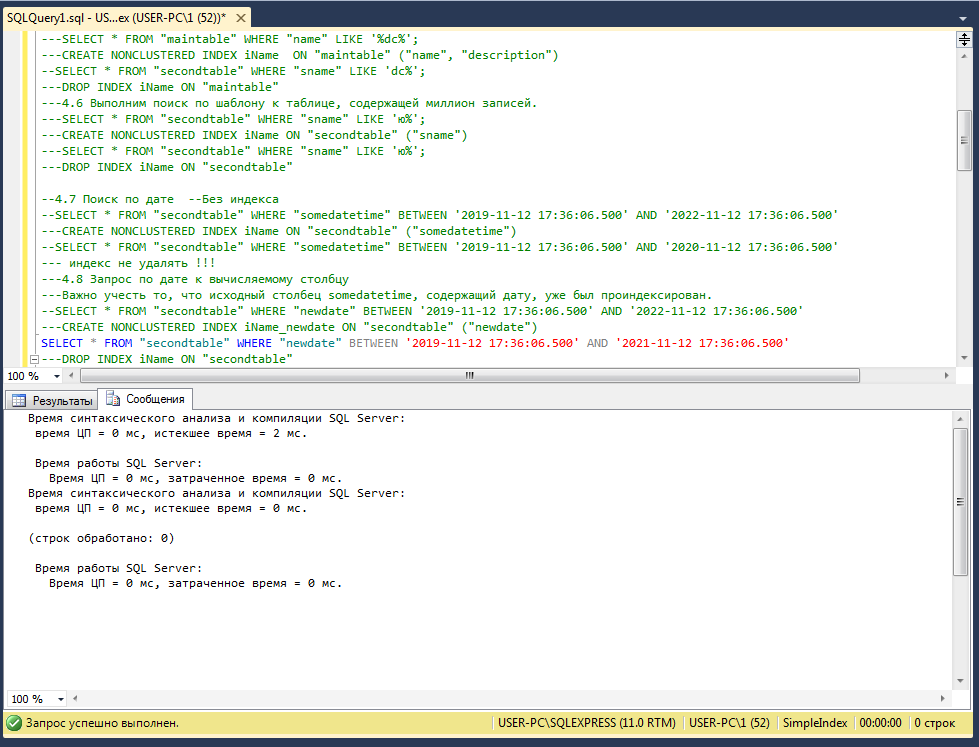 SQLQuery1.sql - US...ex (USER-PC\1 (52))*
---SELECT * FROM "maintable" WHERE "name" LIKE '%dc%';
---CREATE NONCLUSTERED INDEX iName  ON "maintable" ("name", "description")
--SELECT * FROM "secondtable" WHERE "sname" LIKE 'dc%';
---DROP INDEX iName ON "maintable"
---4.6 Выполним поиск по шаблону к таблице, содержащей миллион записей.
---SELECT * FROM "secondtable" WHERE "sname" LIKE 'ю%';
---CREATE NONCLUSTERED INDEX iName ON "secondtable" ("sname")
---SELECT * FROM "secondtable" WHERE "sname" LIKE 'ю%';
---DROP INDEX iName ON "secondtable"
--4.7 Поиск по дате  --Без индекса
--SELECT * FROM "secondtable" WHERE "somedatetime" BETWEEN '2019-11-12 17:36:06.500' AND '2022-11-12 17:36:06.500'
---CREATE NONCLUSTERED INDEX iName ON "secondtable" ("somedatetime")
--SELECT * FROM "secondtable" WHERE "somedatetime" BETWEEN '2019-11-12 17:36:06.500' AND '2020-11-12 17:36:06.500'
--- индекс не удалять !!!
---4.8 Запрос по дате к вычисляемому столбцу
---Важно учесть то, что исходный столбец somedatetime, содержащий дату, уже был проиндексирован.
--SELECT * FROM "secondtable" WHERE "newdate" BETWEEN '2019-11-12 17:36:06.500' AND '2022-11-12 17:36:06.500'
---CREATE NONCLUSTERED INDEX iName_newdate ON "secondtable" ("newdate")
SELECT * FROM "secondtable" WHERE "newdate" BETWEEN '2019-11-12 17:36:06.500' AND '2021-11-12 17:36:06.500'
---DROP INDEX iName ON "secondtable"
100 %
Результаты Сообщения
Время синтаксического анализа и компиляции SQL Server:
время ЦП = 0 мс, истекшее время = 2 мс.
Время работы SQL Server:
Время ЦП = 0 мс, затраченное время = 0 мс.
Время синтаксического анализа и компиляции SQL Server:
время ЦП = 0 мс, истекшее время = 0 мс.
(строк обработано: 0)
Время работы SQL Server:
Время ЦП = 0 мс, затраченное время = 0 мс.
100 %
Запрос успешно выполнен. USER-PC\SQLEXPRESS (11.0 RTM) USER-PC\1 (52) SimpleIndex 00:00:00 0 строк